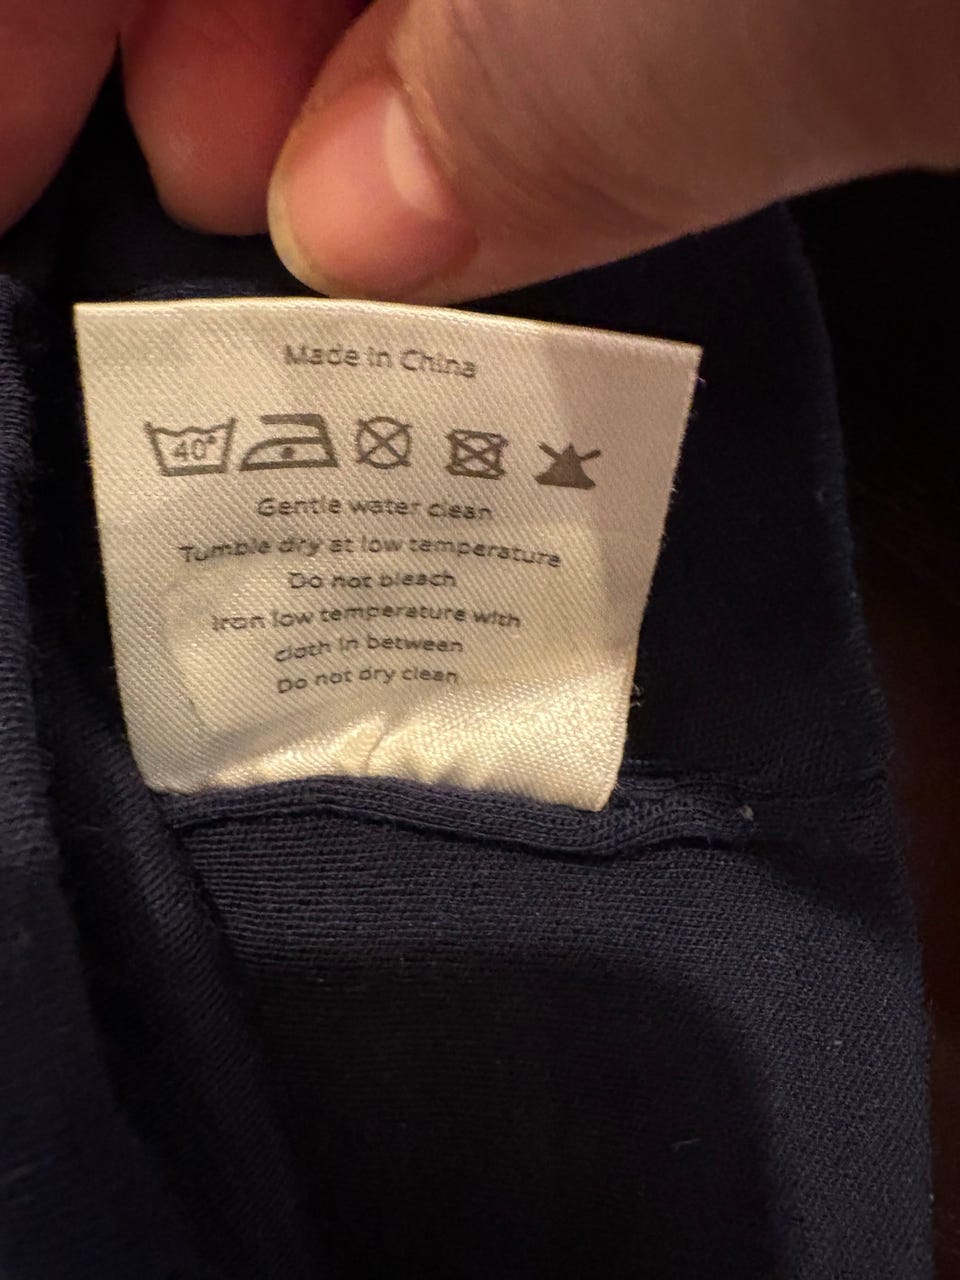 Made in China
40°
Gentle water clean
Tumble dry at low temperature
Do not bleach
Iron low temperature with
cloth in between
Do not dry clean